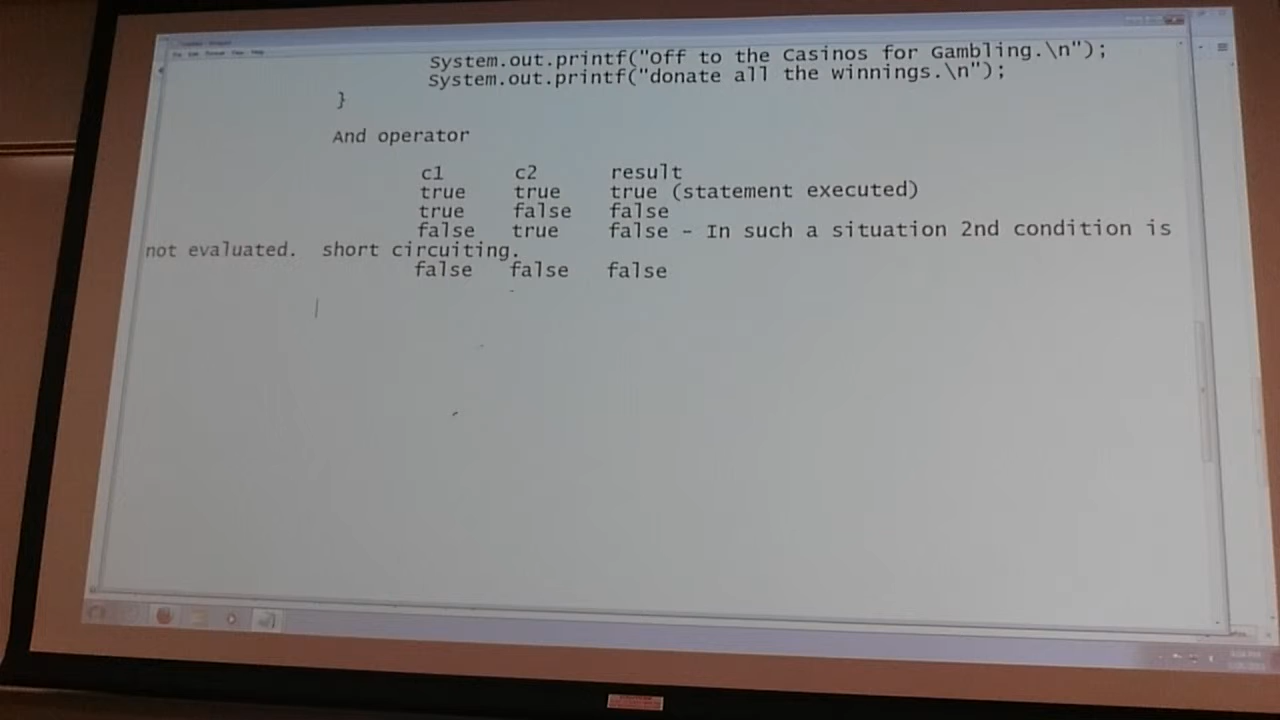 System.out.printf("Off to the Casinos for Gambling.\n");
System.out.printf("donate all the winnings.\n");
}
And operator
c1 c2 result
true true true (statement executed)
true false false
false true false - In such a situation 2nd condition is
not evaluated. short circuiting.
false false false